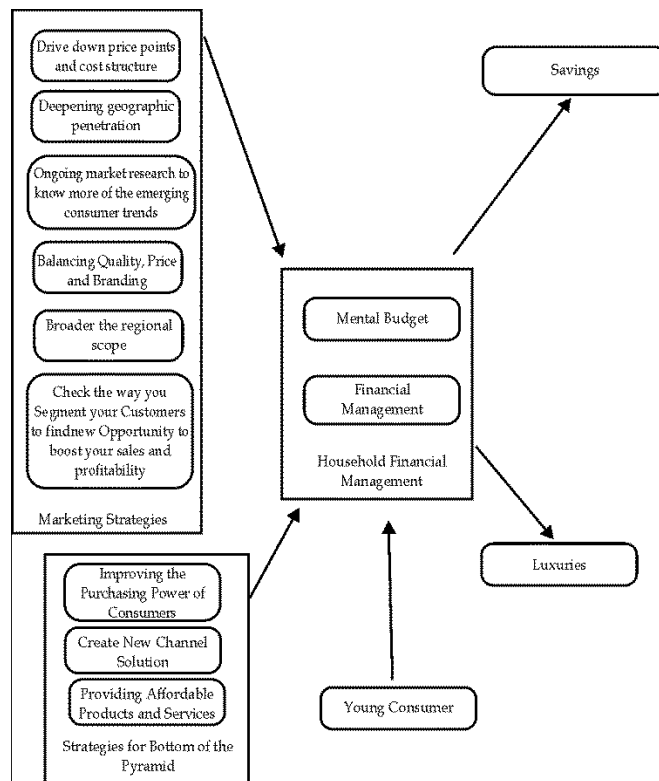 Drive down price points
and cost structure
Deepening geographic
penetration
Ongoing market research to
know more of the emerging
consumer trends
Balancing Quality, Price
and Branding
Broader the regional
scope
Check the way you
Segment your Customers
to findnew Opportunity to
boost your sales and
profitability
Marketing Strategies
Improving the
Purchasing Power of
Consumers
Create New Channel
Solution
Providing Affordable
Products and Services
Strategies for Bottom of the
Pyramid
Mental Budget
Financial
Management
Household Financial
Management
Young Consumer
Savings
Luxuries